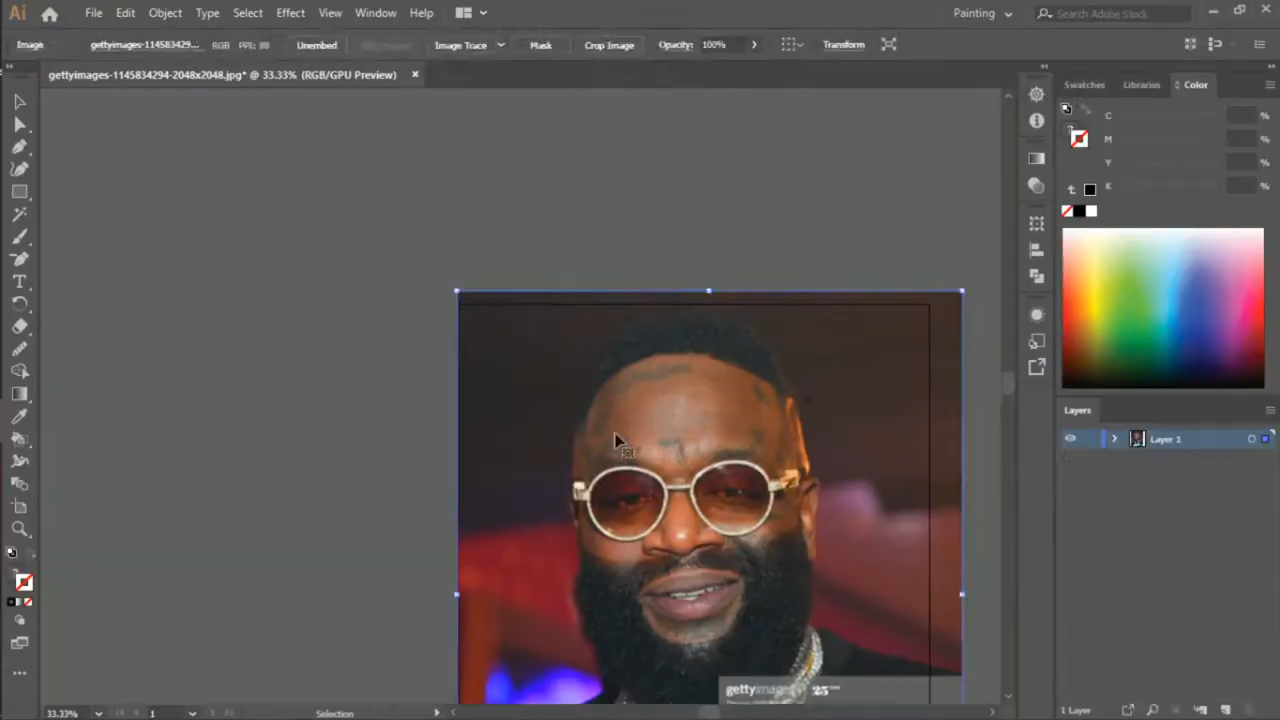 Ai File Edit Object Type Select Effect View Window Help Painting Search Adobe Stock
Image gettyimages-114583429... RGB PPI: Unembed Image Trace Mask Crop Image Opacity: 100% Transform
gettyimages-1145834294-2048x2048.jpg* @ 33.33% (RGB/GPU Preview) ×
Swatches Libraries Color
C %
M %
Y %
K %
Layers
Layer 1
gettyimages 25
33.33% 1 Selection
1 Layer